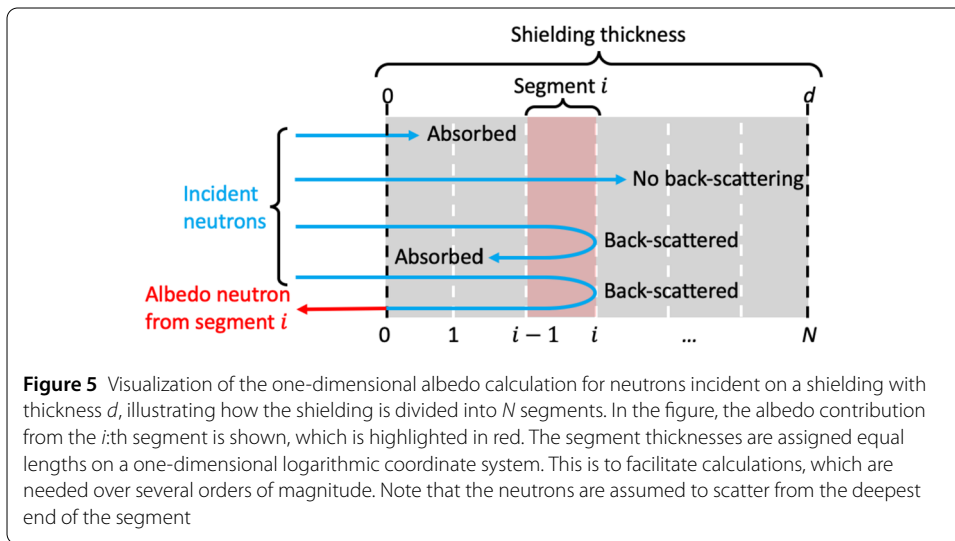 Shielding thickness
Segment i
0
d
Absorbed
No back-scattering
Incident
neutrons
Back-scattered
Absorbed
Back-scattered
Albedo neutron
from segment i
0 1 i − 1 i ... N
Figure 5 Visualization of the one-dimensional albedo calculation for neutrons incident on a shielding with
thickness d, illustrating how the shielding is divided into N segments. In the figure, the albedo contribution
from the i:th segment is shown, which is highlighted in red. The segment thicknesses are assigned equal
lengths on a one-dimensional logarithmic coordinate system. This is to facilitate calculations, which are
needed over several orders of magnitude. Note that the neutrons are assumed to scatter from the deepest
end of the segment